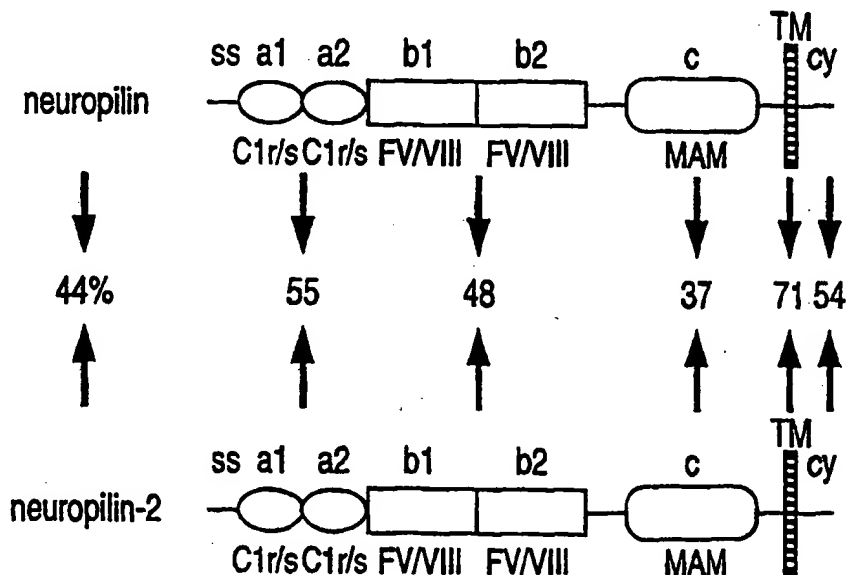 TM
ss a1 a2 b1 b2 c cy
neuropilin
C1r/s C1r/s FV/VIII FV/VIII MAM
44% 55 48 37 71 54
TM
ss a1 a2 b1 b2 c cy
neuropilin-2
C1r/s C1r/s FV/VIII FV/VIII MAM